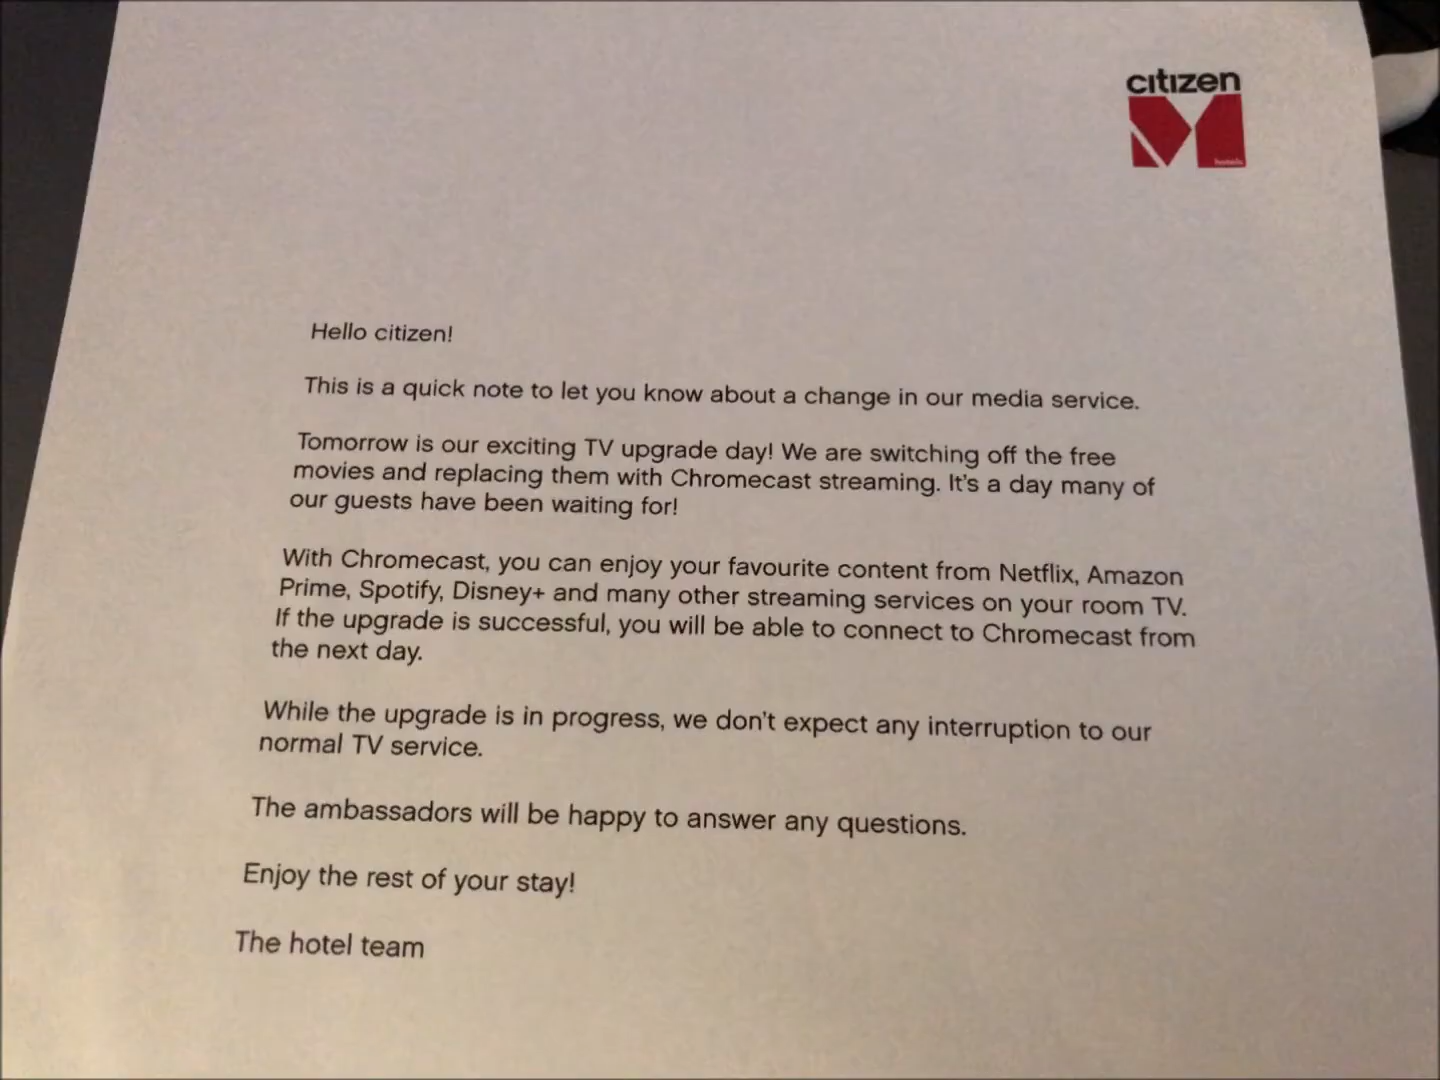 citizen
M
hotels
Hello citizen!
This is a quick note to let you know about a change in our media service.
Tomorrow is our exciting TV upgrade day! We are switching off the free
movies and replacing them with Chromecast streaming. It's a day many of
our guests have been waiting for!
With Chromecast, you can enjoy your favourite content from Netflix, Amazon
Prime, Spotify, Disney+ and many other streaming services on your room TV.
If the upgrade is successful, you will be able to connect to Chromecast from
the next day.
While the upgrade is in progress, we don't expect any interruption to our
normal TV service.
The ambassadors will be happy to answer any questions.
Enjoy the rest of your stay!
The hotel team